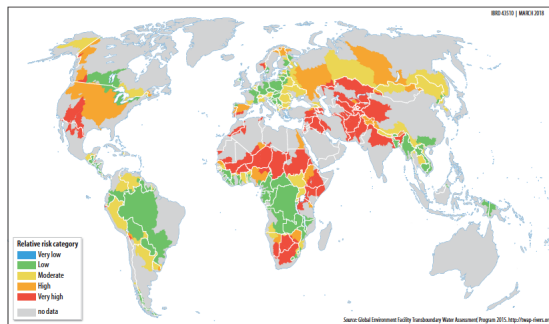 IBRD 43510 | MARCH 2018
Relative risk category
Very low
Low
Moderate
High
Very high
no data
Source: Global Environment Facility Transboundary Water Assessment Program 2015. http://twap-rivers.org